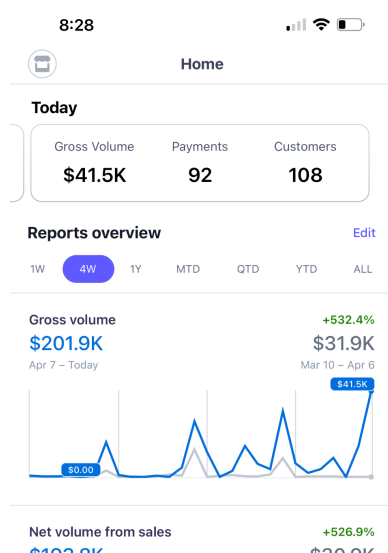 8:28
Home
Today
Gross Volume Payments Customers
$41.5K 92 108
Reports overview Edit
1W 4W 1Y MTD QTD YTD ALL
Gross volume +532.4%
$201.9K $31.9K
Apr 7 – Today Mar 10 – Apr 6
$41.5K
$0.00
Net volume from sales +526.9%